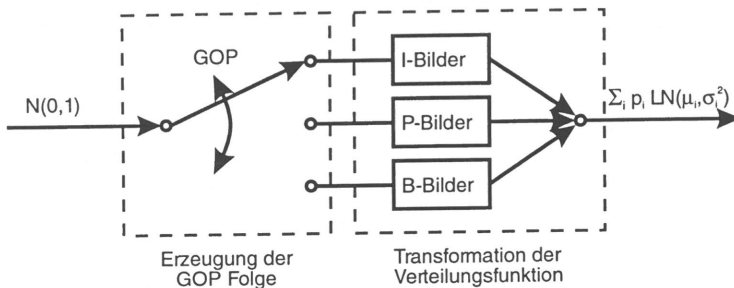 GOP
I-Bilder
N(0,1)
P-Bilder
Σᵢ pᵢ LN(μᵢ,σᵢ²)
B-Bilder
Erzeugung der
GOP Folge
Transformation der
Verteilungsfunktion